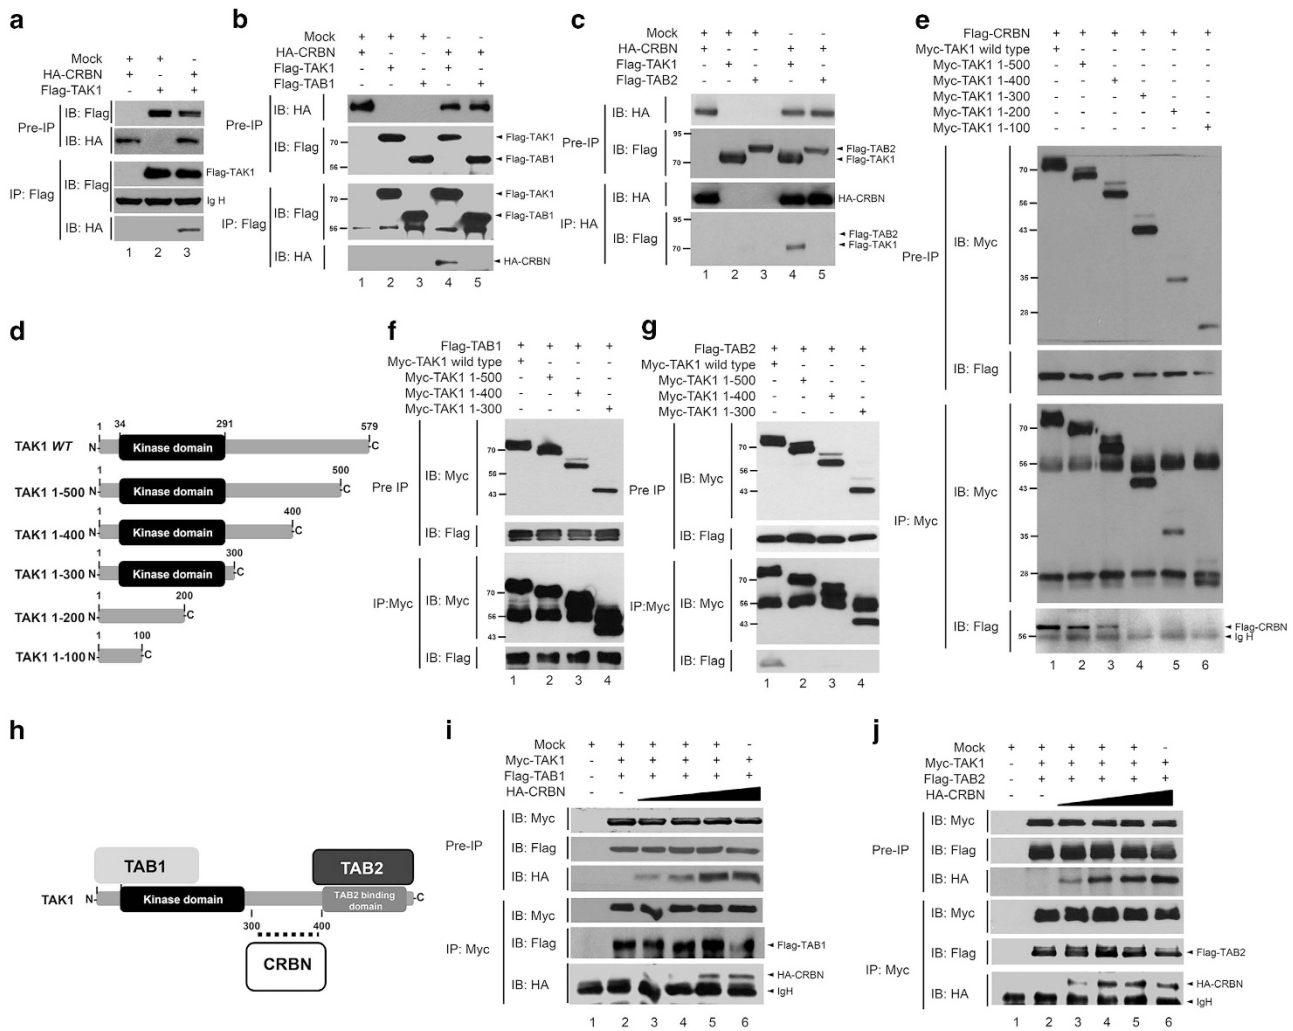 a
Mock + + -
HA-CRBN + - +
Flag-TAK1 - + +
Pre-IP
IB: Flag
IB: HA
IP: Flag
IB: Flag
Flag-TAK1
Ig H
IB: HA
1 2 3
b
Mock + + + - -
HA-CRBN + - - + +
Flag-TAK1 - + - + -
Flag-TAB1 - - + - +
Pre-IP
IB: HA
IB: Flag
70
56
Flag-TAK1
Flag-TAB1
IP: Flag
IB: Flag
70
56
Flag-TAK1
Flag-TAB1
IB: HA
HA-CRBN
1 2 3 4 5
c
Mock + + + - -
HA-CRBN + - - + +
Flag-TAK1 - + - + -
Flag-TAB2 - - + - +
Pre-IP
IB: HA
IB: Flag
95
70
Flag-TAB2
Flag-TAK1
IP: HA
IB: HA
HA-CRBN
IB: Flag
95
70
Flag-TAB2
Flag-TAK1
1 2 3 4 5
d
1 34 291 579
TAK1 WT N- Kinase domain -C
1 500
TAK1 1-500 N- Kinase domain -C
1 400
TAK1 1-400 N- Kinase domain -C
1 300
TAK1 1-300 N- Kinase domain -C
1 200
TAK1 1-200 N- -C
1 100
TAK1 1-100 N- -C
e
Flag-CRBN + + + + + +
Myc-TAK1 wild type + - - - - -
Myc-TAK1 1-500 - + - - - -
Myc-TAK1 1-400 - - + - - -
Myc-TAK1 1-300 - - - + - -
Myc-TAK1 1-200 - - - - + -
Myc-TAK1 1-100 - - - - - +
Pre-IP
IB: Myc
70
56
43
35
28
IB: Flag
IP: Myc
IB: Myc
70
56
43
35
28
IB: Flag
56
Flag-CRBN
Ig H
1 2 3 4 5 6
f
Flag-TAB1 + + + +
Myc-TAK1 wild type + - - -
Myc-TAK1 1-500 - + - -
Myc-TAK1 1-400 - - + -
Myc-TAK1 1-300 - - - +
Pre IP
IB: Myc
70
56
43
IB: Flag
IP:Myc
IB: Myc
70
56
43
IB: Flag
1 2 3 4
g
Flag-TAB2 + + + +
Myc-TAK1 wild type + - - -
Myc-TAK1 1-500 - + - -
Myc-TAK1 1-400 - - + -
Myc-TAK1 1-300 - - - +
Pre IP
IB: Myc
70
56
43
IB: Flag
IP:Myc
IB: Myc
70
56
43
IB: Flag
1 2 3 4
h
TAB1
TAB2
TAK1 N- Kinase domain TAB2 binding domain -C
300 400
CRBN
i
Mock + + + + + -
Myc-TAK1 - + + + + +
Flag-TAB1 - + + + + +
HA-CRBN - -
Pre-IP
IB: Myc
IB: Flag
IB: HA
IP: Myc
IB: Myc
IB: Flag
Flag-TAB1
IB: HA
HA-CRBN
IgH
1 2 3 4 5 6
j
Mock + + + + + -
Myc-TAK1 - + + + + +
Flag-TAB2 - + + + + +
HA-CRBN - -
Pre-IP
IB: Myc
IB: Flag
IB: HA
IP: Myc
IB: Myc
IB: Flag
Flag-TAB2
IB: HA
HA-CRBN
IgH
1 2 3 4 5 6